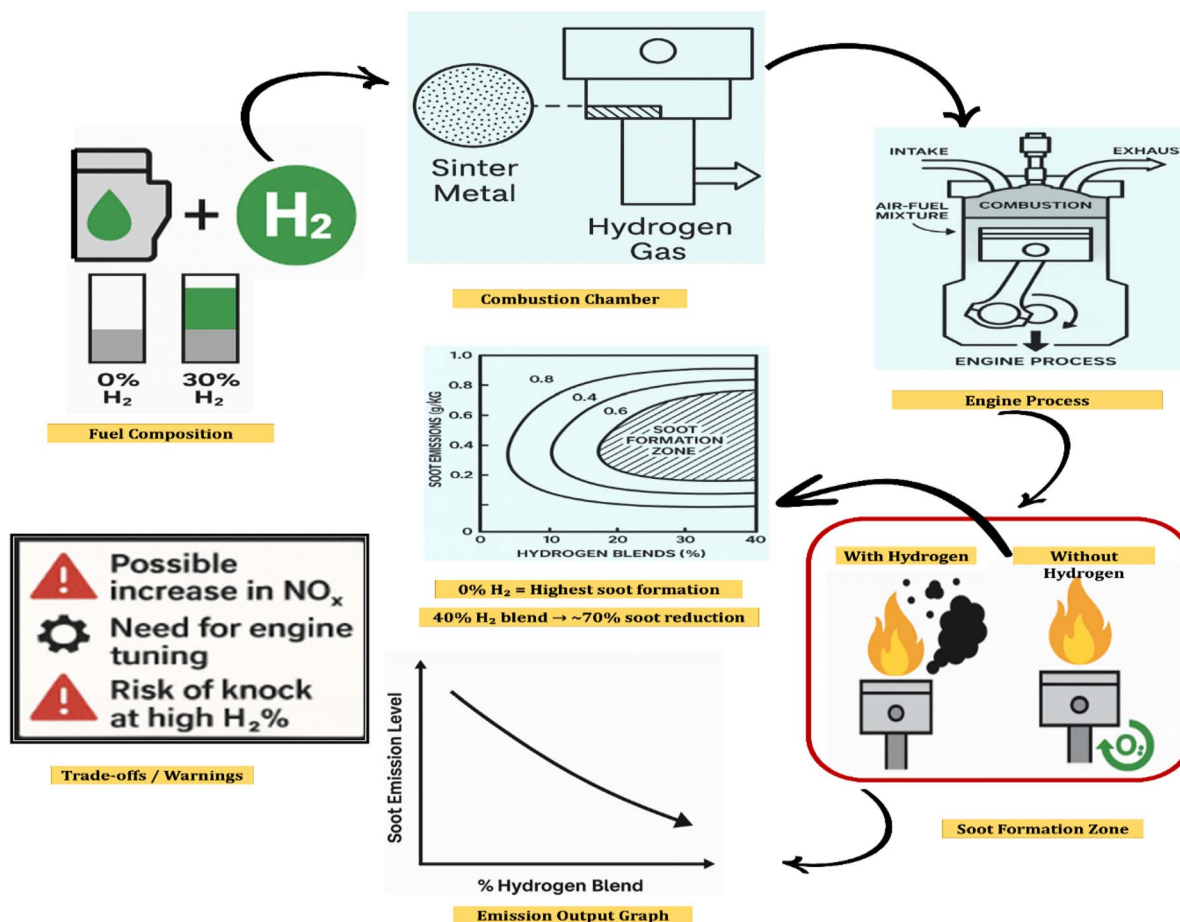 H₂
0%
H₂
30%
H₂
Fuel Composition
Sinter
Metal
Hydrogen
Gas
Combustion Chamber
INTAKE
EXHAUST
COMBUSTION
AIR-FUEL
MIXTURE
ENGINE PROCESS
Engine Process
SOOT EMISSIONS (g/KG)
1.0
0.8
0.6
0.4
0.2
0
0.8
0.4
0.6
SOOT
FORMATION
ZONE
0
10
20
30
40
HYDROGEN BLENDS (%)
0% H₂ = Highest soot formation
40% H₂ blend → ~70% soot reduction
With Hydrogen
Without
Hydrogen
O₂
Soot Formation Zone
Possible
increase in NOₓ
Need for engine
tuning
Risk of knock
at high H₂%
Trade-offs / Warnings
Soot Emission Level
% Hydrogen Blend
Emission Output Graph